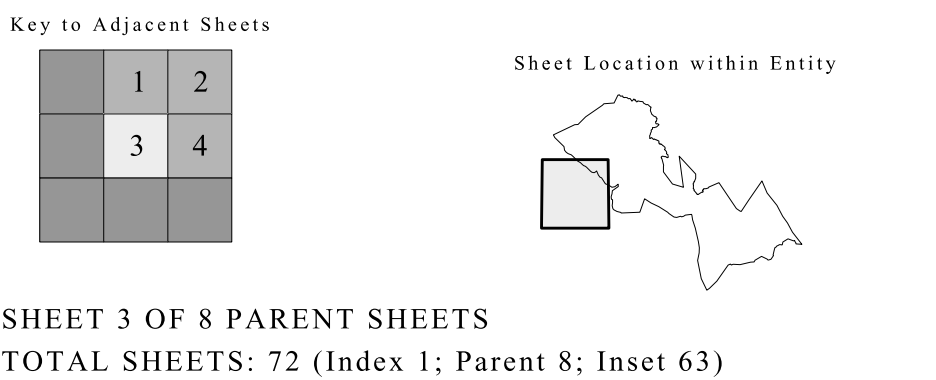 Key to Adjacent Sheets
1 2
3 4
Sheet Location within Entity
SHEET 3 OF 8 PARENT SHEETS
TOTAL SHEETS: 72 (Index 1; Parent 8; Inset 63)